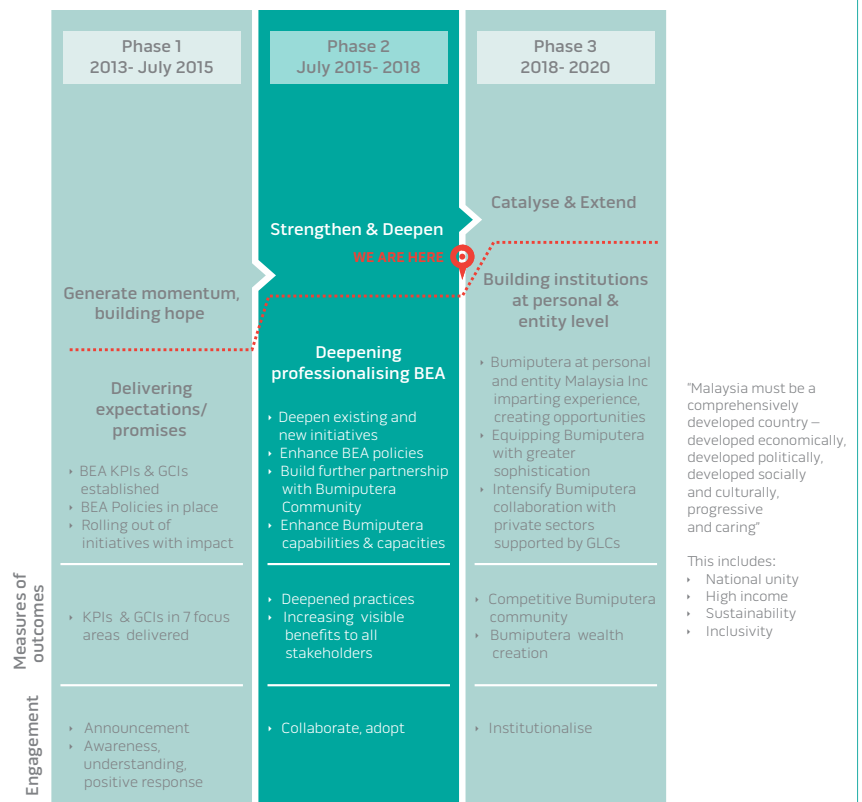 Phase 1
2013- July 2015
Generate momentum,
building hope
Delivering
expectations/
promises
BEA KPIs & GCIs
established
BEA Policies in place
Rolling out of
initiatives with impact
Phase 2
July 2015- 2018
Strengthen & Deepen
WE ARE HERE
Deepening
professionalising BEA
Deepen existing and
new initiatives
Enhance BEA policies
Build further partnership
with Bumiputera
Community
Enhance Bumiputera
capabilities & capacities
Phase 3
2018- 2020
Catalyse & Extend
Building institutions
at personal &
entity level
Bumiputera at personal
and entity Malaysia Inc
imparting experience,
creating opportunities
Equipping Bumiputera
with greater
sophistication
Intensify Bumiputera
collaboration with
private sectors
supported by GLCs
Measures of
outcomes
KPIs & GCIs in 7 focus
areas delivered
Deepened practices
Increasing visible
benefits to all
stakeholders
Competitive Bumiputera
community
Bumiputera wealth
creation
Engagement
Announcement
Awareness,
understanding,
positive response
Collaborate, adopt
Institutionalise
"Malaysia must be a
comprehensively
developed country –
developed economically,
developed politically,
developed socially
and culturally,
progressive
and caring"
This includes:
National unity
High income
Sustainability
Inclusivity